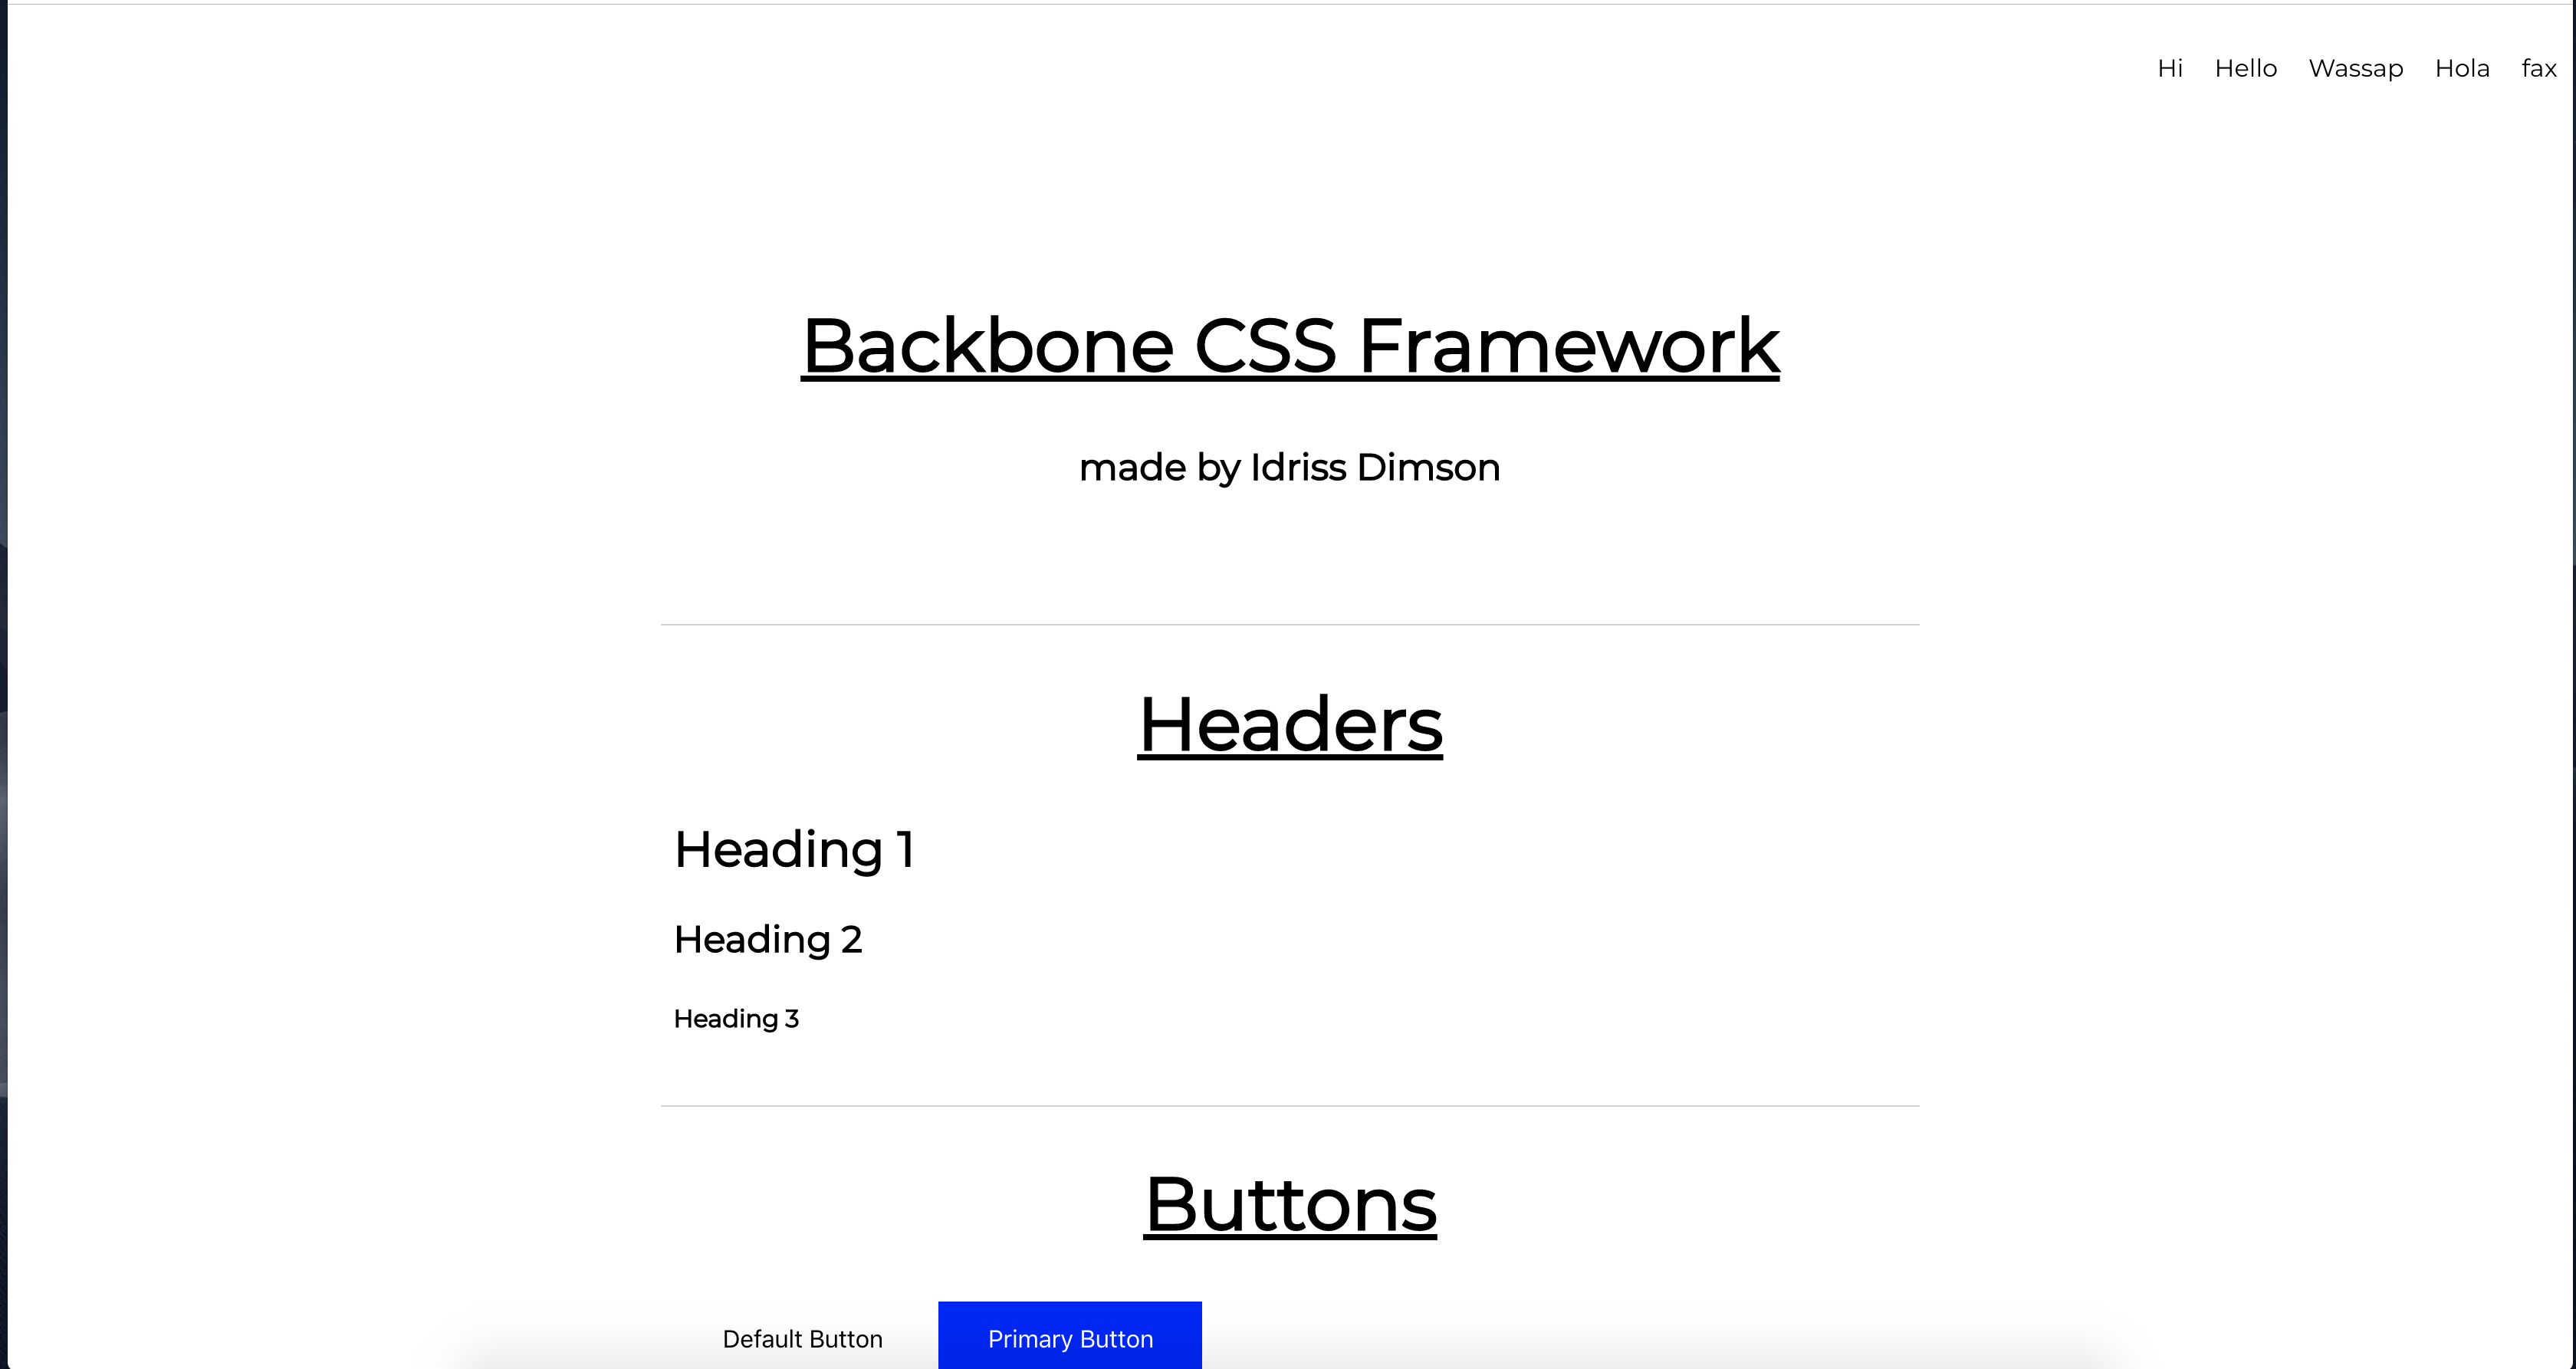 Hi Hello Wassap Hola fax
Backbone CSS Framework
made by Idriss Dimson
Headers
Heading 1
Heading 2
Heading 3
Buttons
Default Button Primary Button